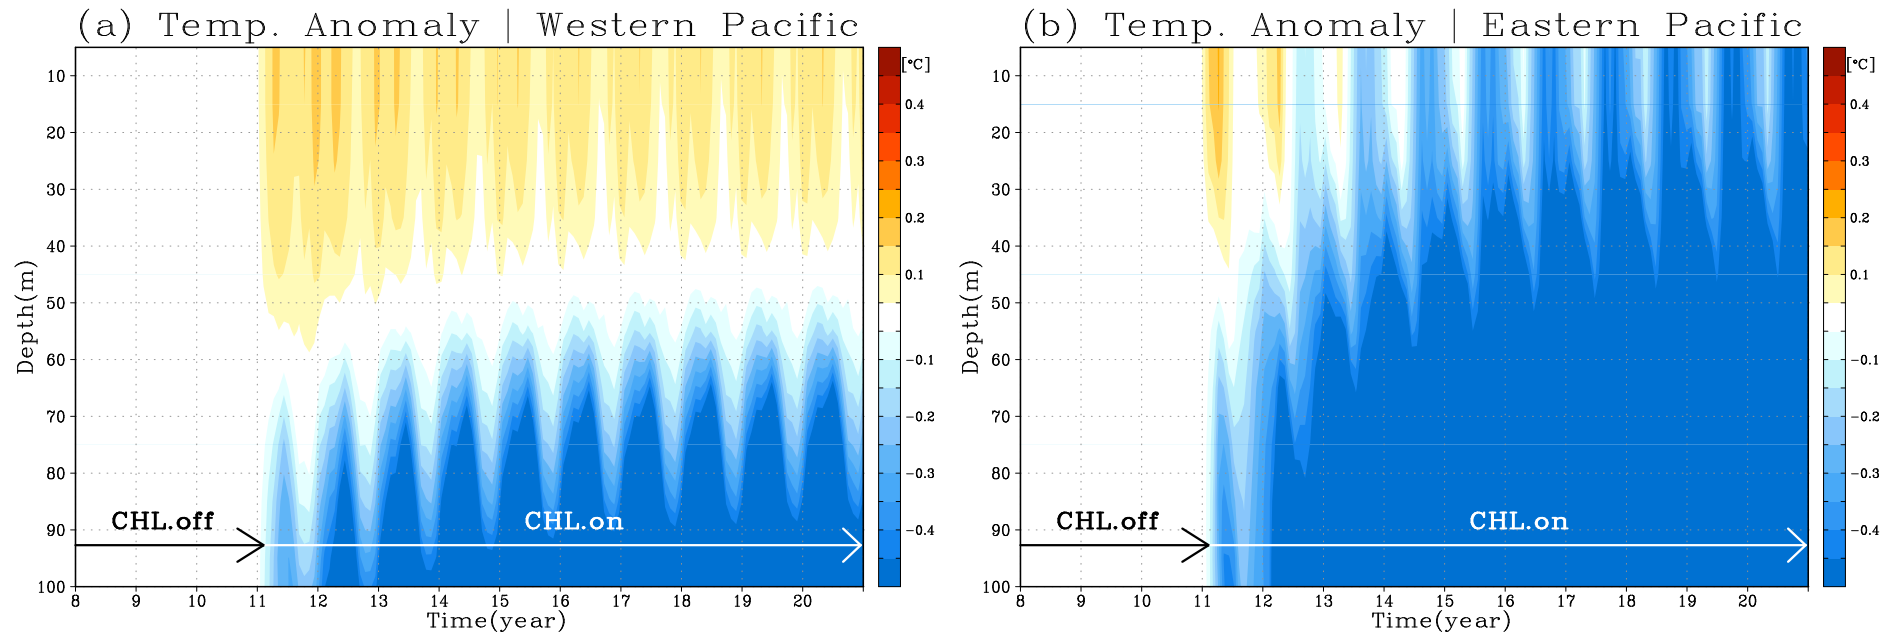 (a) Temp. Anomaly | Western Pacific
[°C]
10
20
30
40
50
60
70
80
90
100
Depth(m)
CHL.off
CHL.on
8 9 10 11 12 13 14 15 16 17 18 19 20
Time(year)
0.4
0.3
0.2
0.1
-0.1
-0.2
-0.3
-0.4
(b) Temp. Anomaly | Eastern Pacific
[°C]
10
20
30
40
50
60
70
80
90
100
Depth(m)
CHL.off
CHL.on
8 9 10 11 12 13 14 15 16 17 18 19 20
Time(year)
0.4
0.3
0.2
0.1
-0.1
-0.2
-0.3
-0.4